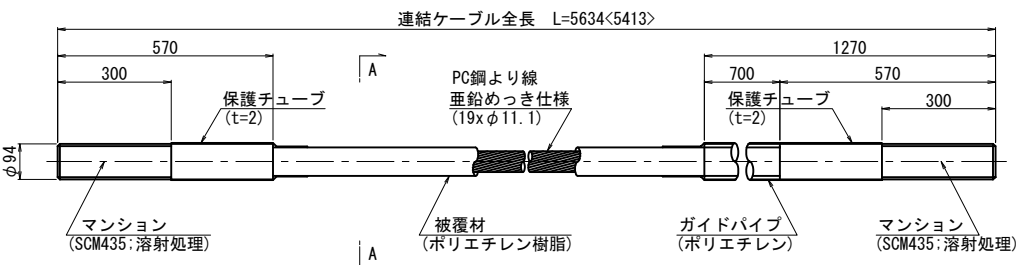 連結ケーブル全長 L=5634<5413>
570
1270
A
300
PC鋼より線
亜鉛めっき仕様
(19xφ11.1)
700
570
保護チューブ
(t=2)
保護チューブ
(t=2)
300
φ94
マンション
(SCM435;溶射処理)
被覆材
(ポリエチレン樹脂)
ガイドパイプ
(ポリエチレン)
マンション
(SCM435;溶射処理)
A